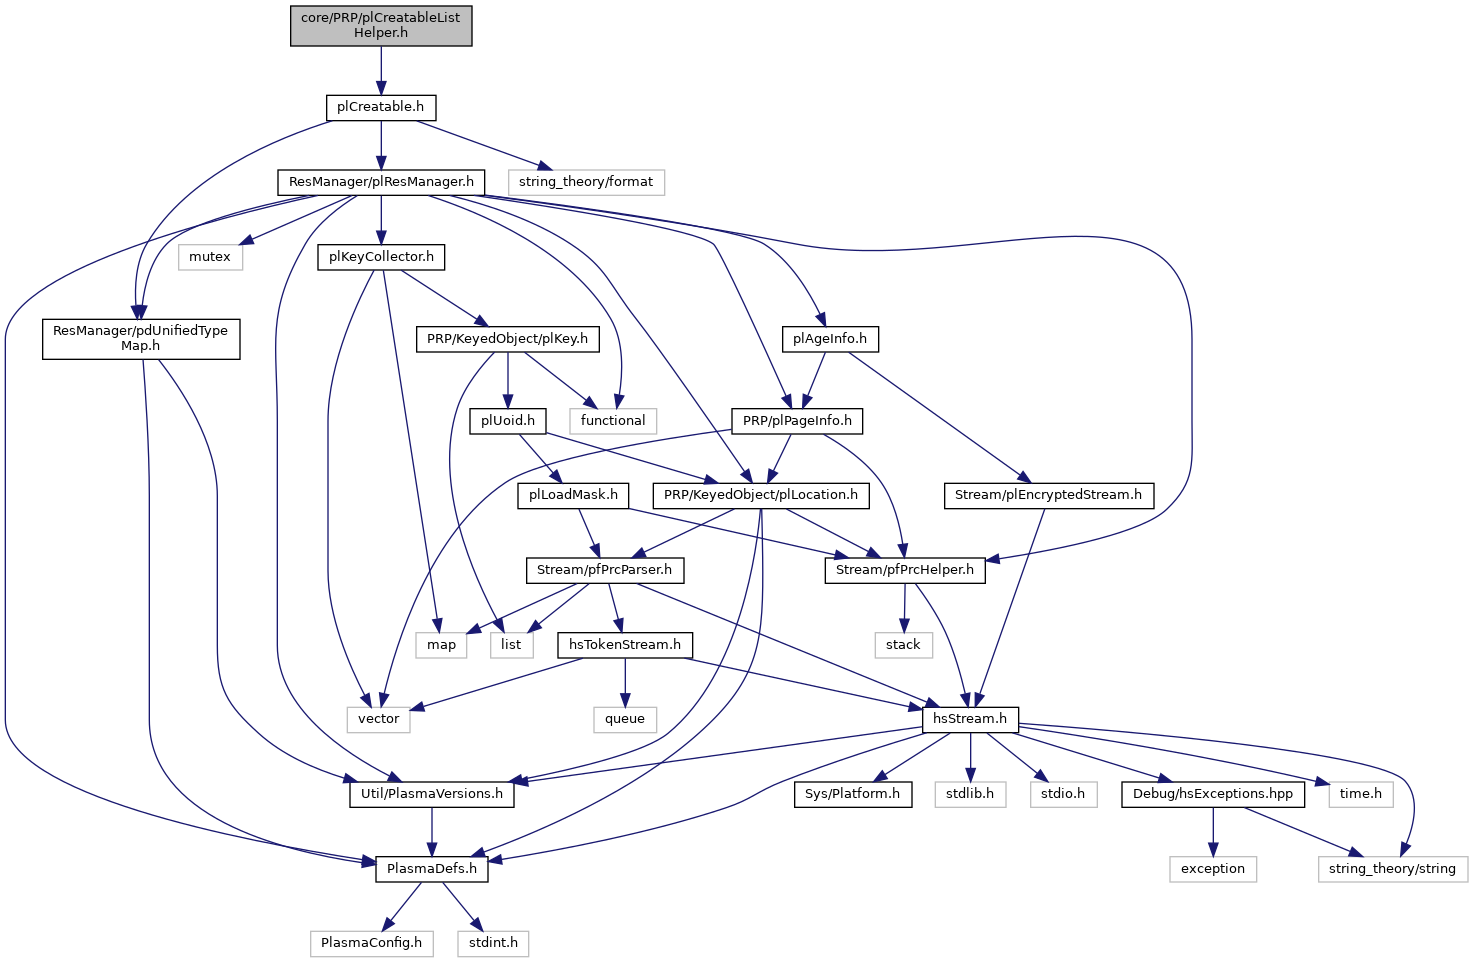 core/PRP/plCreatableList
Helper.h
plCreatable.h
ResManager/plResManager.h
string_theory/format
mutex
plKeyCollector.h
ResManager/pdUnifiedType
Map.h
PRP/KeyedObject/plKey.h
plAgeInfo.h
plUoid.h
functional
PRP/plPageInfo.h
plLoadMask.h
PRP/KeyedObject/plLocation.h
Stream/plEncryptedStream.h
Stream/pfPrcParser.h
Stream/pfPrcHelper.h
map
list
hsTokenStream.h
stack
vector
queue
hsStream.h
Util/PlasmaVersions.h
Sys/Platform.h
stdlib.h
stdio.h
Debug/hsExceptions.hpp
time.h
PlasmaDefs.h
exception
string_theory/string
PlasmaConfig.h
stdint.h